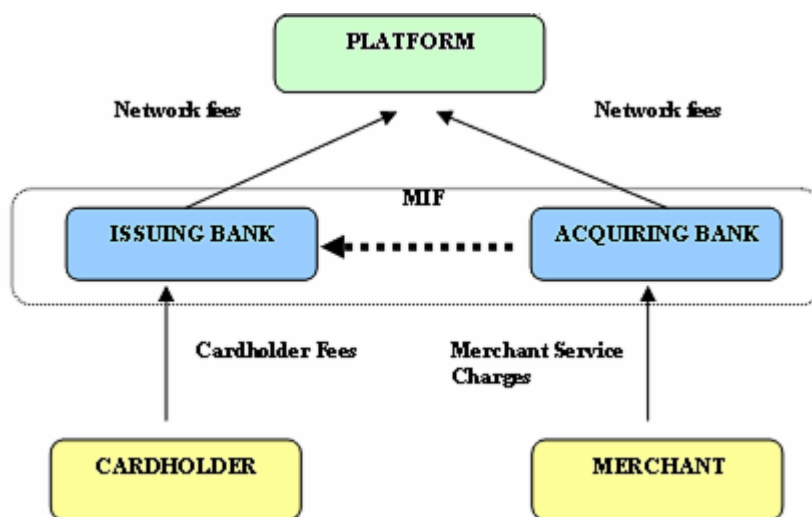 PLATFORM
Network fees
Network fees
MIF
ISSUING BANK
ACQUIRING BANK
Cardholder Fees
Merchant Service
Charges
CARDHOLDER
MERCHANT